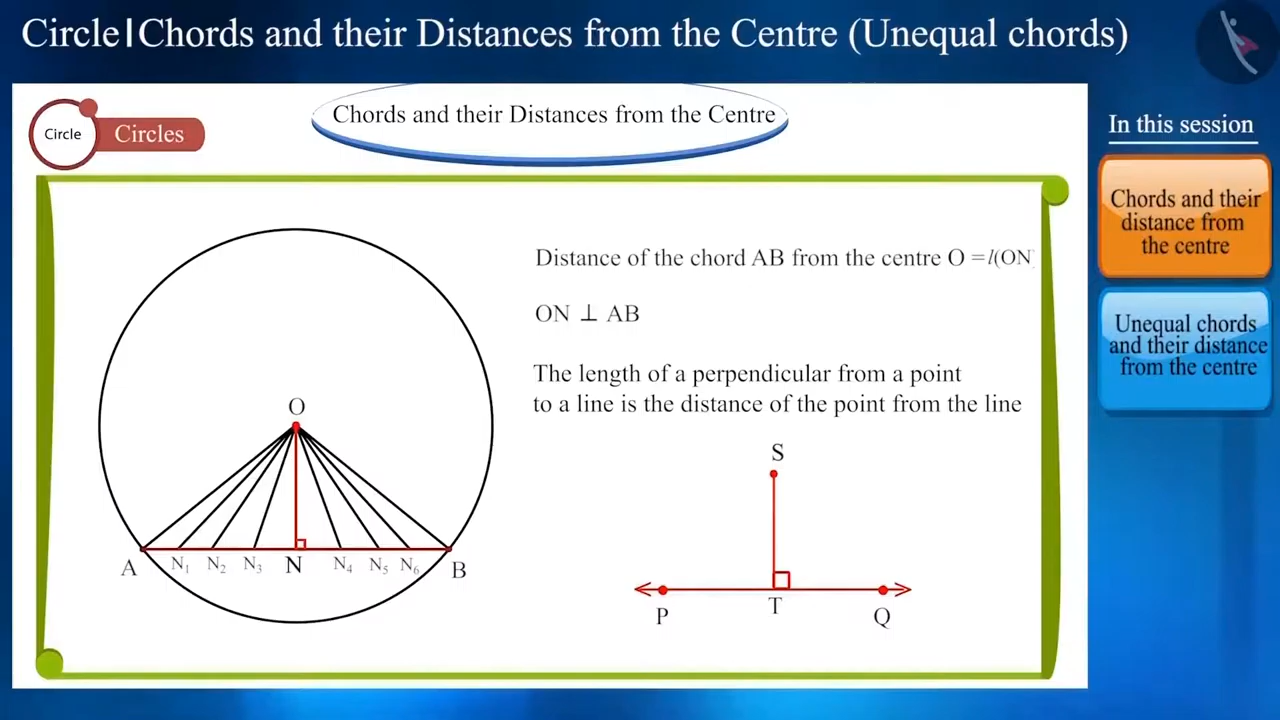 Circle|Chords and their Distances from the Centre (Unequal chords)
Circle
Circles
Chords and their Distances from the Centre
In this session
Chords and their
distance from
the centre
Unequal chords
and their distance
from the centre
Distance of the chord AB from the centre O = l(ON)
ON ⊥ AB
The length of a perpendicular from a point
to a line is the distance of the point from the line
O
A N₁ N₂ N₃ N N₄ N₅ N₆ B
S
P T Q